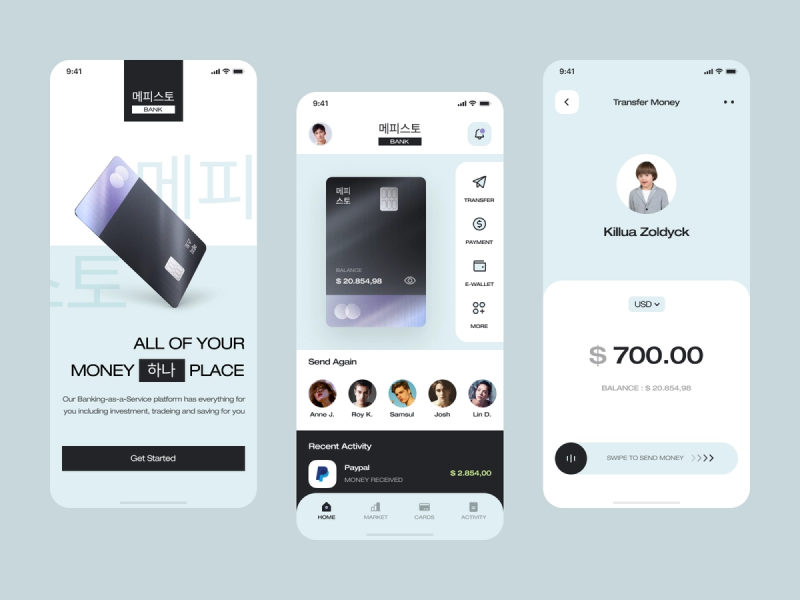 9:41
메피스토
BANK
메피
스토
메피
스토
ALL OF YOUR
MONEY 하나 PLACE
Our Banking-as-a-Service platform has everything for
you including investment, tradeing and saving for you
Get Started
9:41
메피스토
BANK
메피
스토
BALANCE
$ 20.854,98
TRANSFER
PAYMENT
E-WALLET
MORE
Send Again
Anne J.
Roy K.
Samsul
Josh
Lin D.
Recent Activity
Paypal
MONEY RECEIVED
$ 2.854,00
HOME
MARKET
CARDS
ACTIVITY
9:41
Transfer Money
Killua Zoldyck
USD
$ 700.00
BALANCE : $ 20.854,98
SWIPE TO SEND MONEY